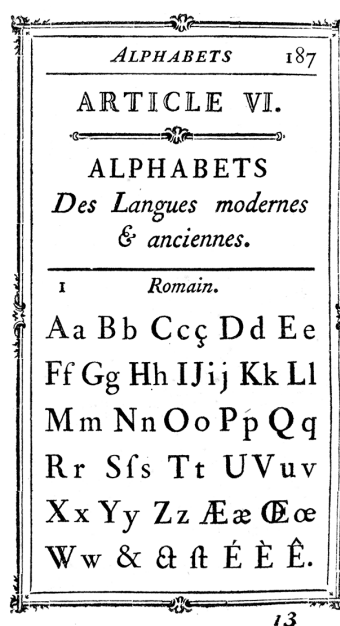 ALPHABETS 187
ARTICLE VI.
ALPHABETS
Des Langues modernes
& anciennes.
1 Romain.
Aa Bb Ccç Dd Ee
Ff Gg Hh IJij Kk Ll
Mm Nn Oo Pp Qq
Rr Sſs Tt UVuv
Xx Yy Zz Ææ Œœ
Ww & ct ſt É È Ê.
13